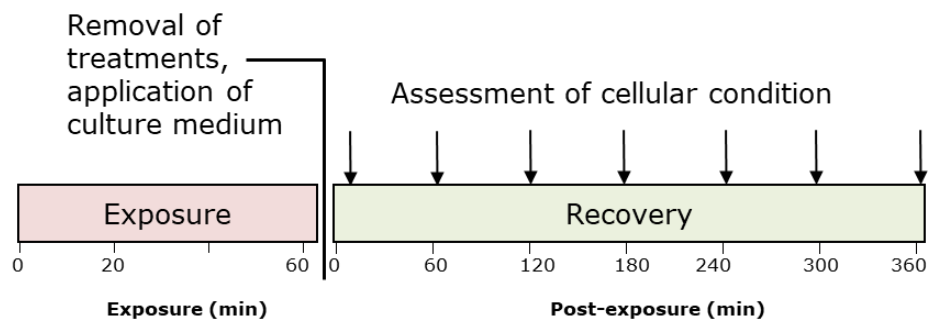 Removal of
treatments,
application of
culture medium
Assessment of cellular condition
Exposure
Recovery
0 20 60 0 60 120 180 240 300 360
Exposure (min)
Post-exposure (min)